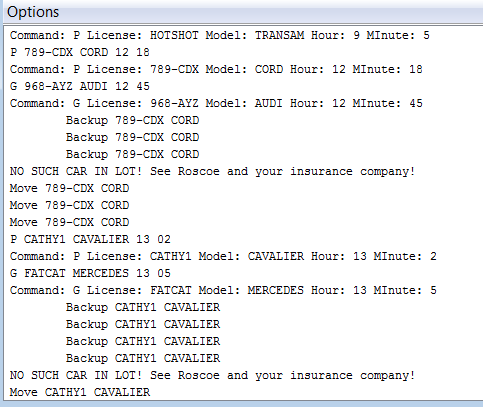 Options
Command: P License: HOTSHOT Model: TRANSAM Hour: 9 MInute: 5
P 789-CDX CORD 12 18
Command: P License: 789-CDX Model: CORD Hour: 12 MInute: 18
G 968-AYZ AUDI 12 45
Command: G License: 968-AYZ Model: AUDI Hour: 12 MInute: 45
Backup 789-CDX CORD
Backup 789-CDX CORD
Backup 789-CDX CORD
NO SUCH CAR IN LOT! See Roscoe and your insurance company!
Move 789-CDX CORD
Move 789-CDX CORD
Move 789-CDX CORD
P CATHY1 CAVALIER 13 02
Command: P License: CATHY1 Model: CAVALIER Hour: 13 MInute: 2
G FATCAT MERCEDES 13 05
Command: G License: FATCAT Model: MERCEDES Hour: 13 MInute: 5
Backup CATHY1 CAVALIER
Backup CATHY1 CAVALIER
Backup CATHY1 CAVALIER
Backup CATHY1 CAVALIER
NO SUCH CAR IN LOT! See Roscoe and your insurance company!
Move CATHY1 CAVALIER